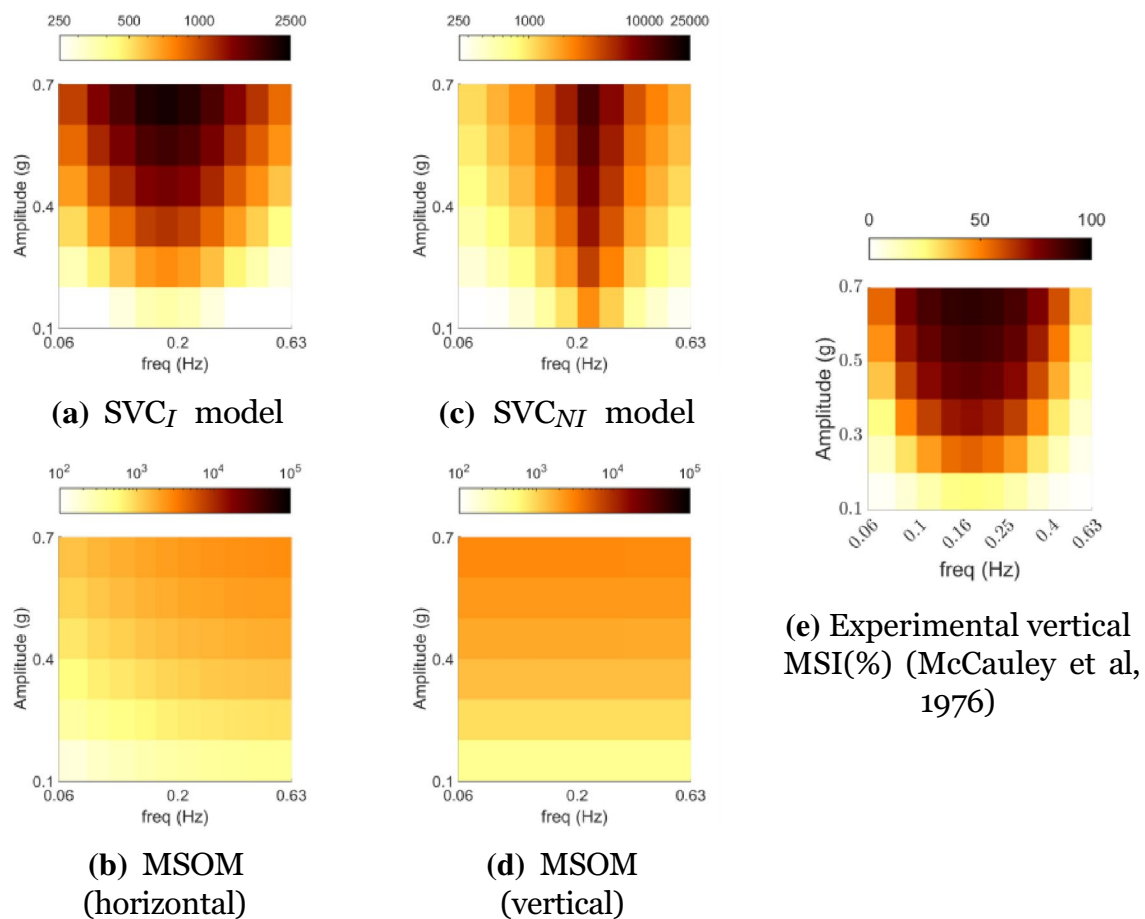 250 500 1000 2500
0.7
0.4
0.1
Amplitude (g)
0.06 0.2 0.63
freq (Hz)
(a) SVC_I model
250 1000 10000 25000
0.7
0.4
0.1
Amplitude (g)
0.06 0.2 0.63
freq (Hz)
(c) SVC_NI model
10^2 10^3 10^4 10^5
0.7
0.4
0.1
Amplitude (g)
0.06 0.2 0.63
freq (Hz)
(b) MSOM
(horizontal)
10^2 10^3 10^4 10^5
0.7
0.4
0.1
Amplitude (g)
0.06 0.2 0.63
freq (Hz)
(d) MSOM
(vertical)
0 50 100
0.7
0.5
0.3
0.1
Amplitude (g)
0.06 0.1 0.16 0.25 0.4 0.63
freq (Hz)
(e) Experimental vertical
MSI(%) (McCauley et al,
1976)